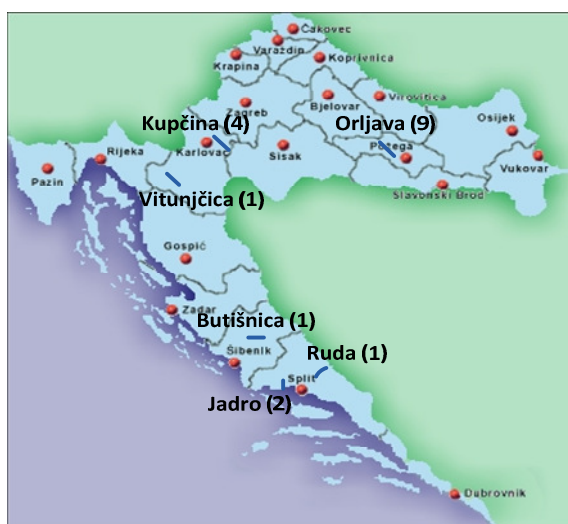 Čakovec
Varaždin
Krapina
Koprivnica
Zagreb
Bjelovar
Virovitica
Kupčina (4)
Orljava (9)
Osijek
Rijeka
Karlovac
Sisak
Požega
Vukovar
Pazin
Vitunjčica (1)
Slavonski Brod
Gospić
Zadar
Butišnica (1)
Šibenik
Ruda (1)
Split
Jadro (2)
Dubrovnik